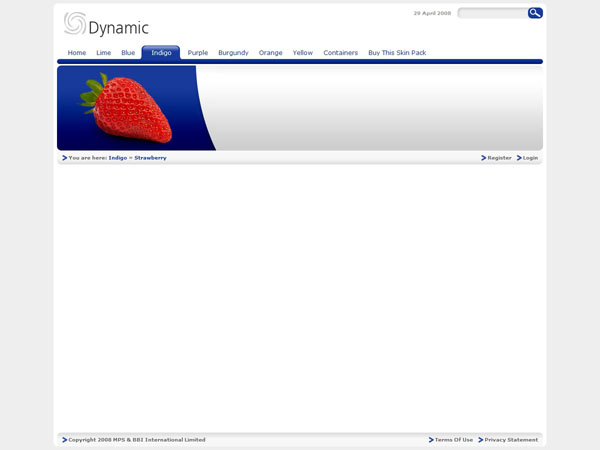 29 April 2008
Dynamic
Home Lime Blue Indigo Purple Burgundy Orange Yellow Containers Buy This Skin Pack
You are here: Indigo » Strawberry Register Login
Copyright 2008 MPS & BBI International Limited Terms Of Use Privacy Statement